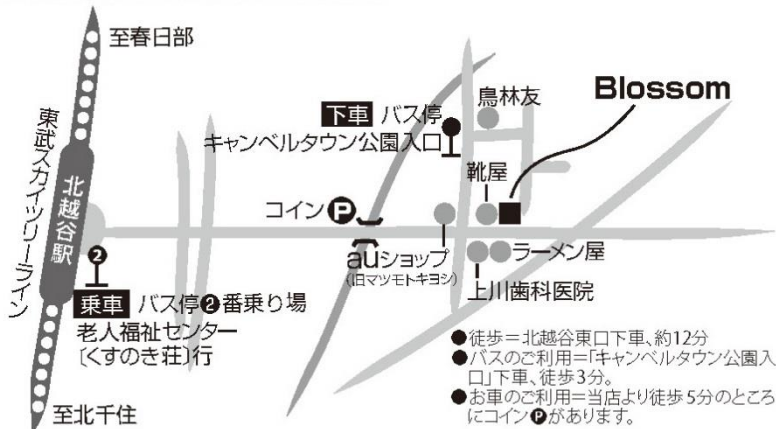 至春日部
東武スカイツリーライン
北越谷駅
下車 バス停
キャンベルタウン公園入口
鳥林友
Blossom
靴屋
コインP
auショップ
(旧マツモトキヨシ)
ラーメン屋
上川歯科医院
❷
乗車 バス停❷番乗り場
老人福祉センター
〔くすのき荘〕行
至北千住
●徒歩=北越谷東口下車、約12分
●バスのご利用=「キャンベルタウン公園入
口」下車、徒歩3分。
●お車のご利用=当店より徒歩5分のところ
にコインPがあります。